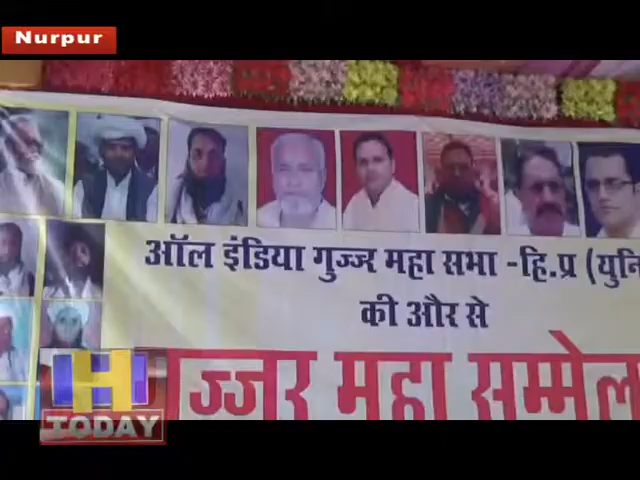 Nurpur
ऑल इंडिया गुज्जर महा सभा -हि.प्र (युनि
की और से
गुज्जर महा सम्मेल
H
TODAY